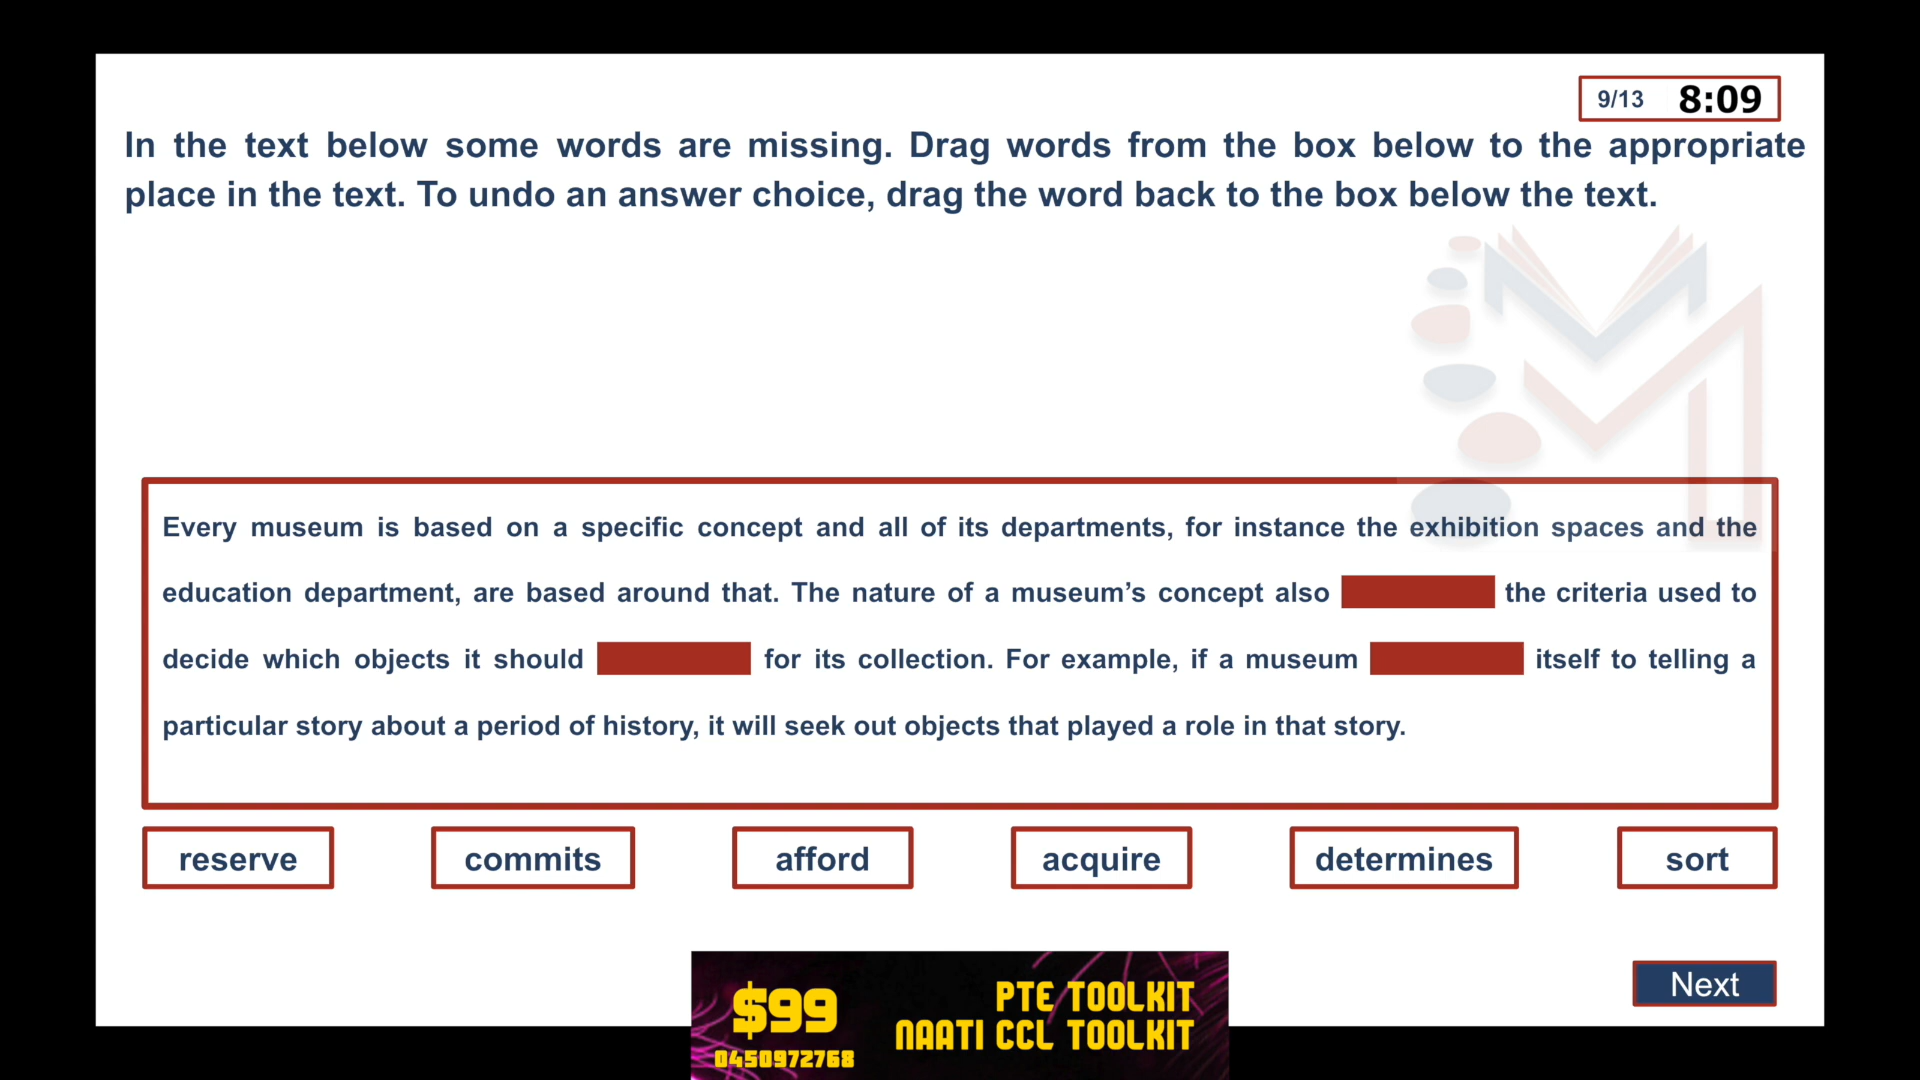 9/13 8:09
In the text below some words are missing. Drag words from the box below to the appropriate
place in the text. To undo an answer choice, drag the word back to the box below the text.
Every museum is based on a specific concept and all of its departments, for instance the exhibition spaces and the
education department, are based around that. The nature of a museum’s concept also the criteria used to
decide which objects it should for its collection. For example, if a museum itself to telling a
particular story about a period of history, it will seek out objects that played a role in that story.
reserve commits afford acquire determines sort
Next
$99
0450972768
PTE TOOLKIT
NAATI CCL TOOLKIT